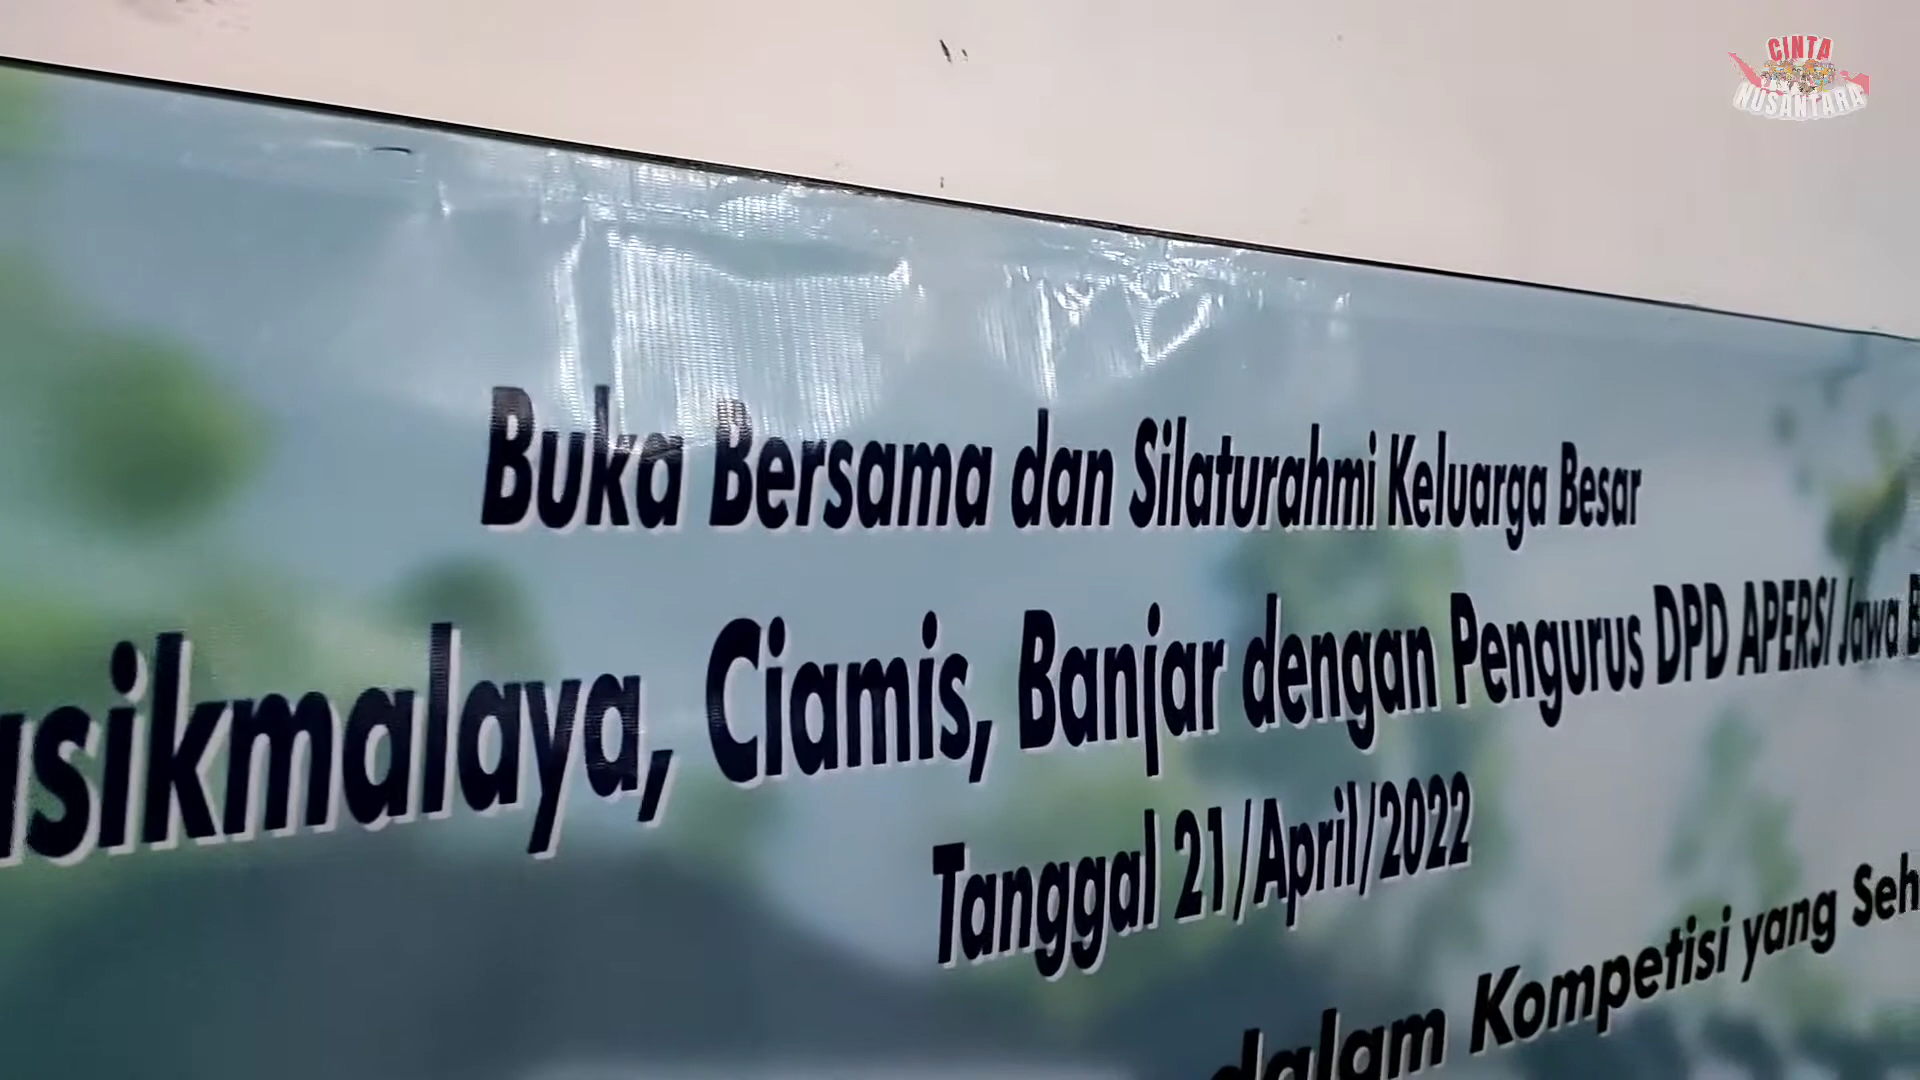 CINTA
NUSANTARA
Buka Bersama dan Silaturahmi Keluarga Besar
Ciamis, Banjar dengan Pengurus DPD APERSI Jawa
Tanggal 21/April/2022
dalam Kompetisi yang